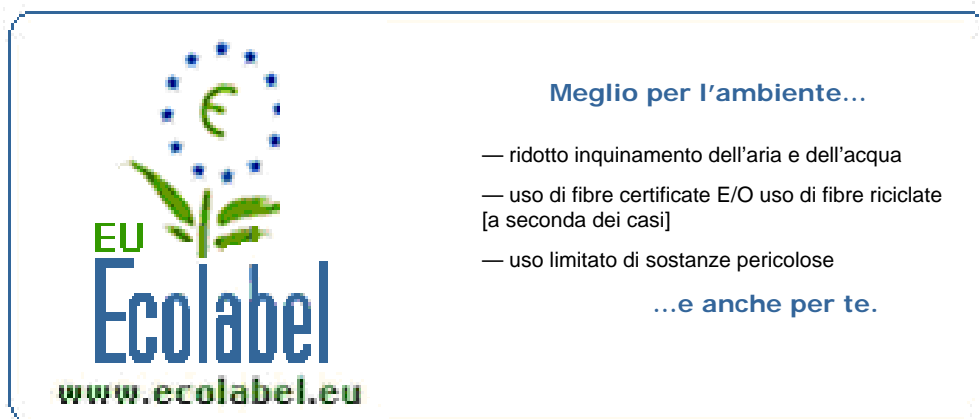 EU
Ecolabel
www.ecolabel.eu
Meglio per l'ambiente...
— ridotto inquinamento dell'aria e dell'acqua
— uso di fibre certificate E/O uso di fibre riciclate
[a seconda dei casi]
— uso limitato di sostanze pericolose
...e anche per te.